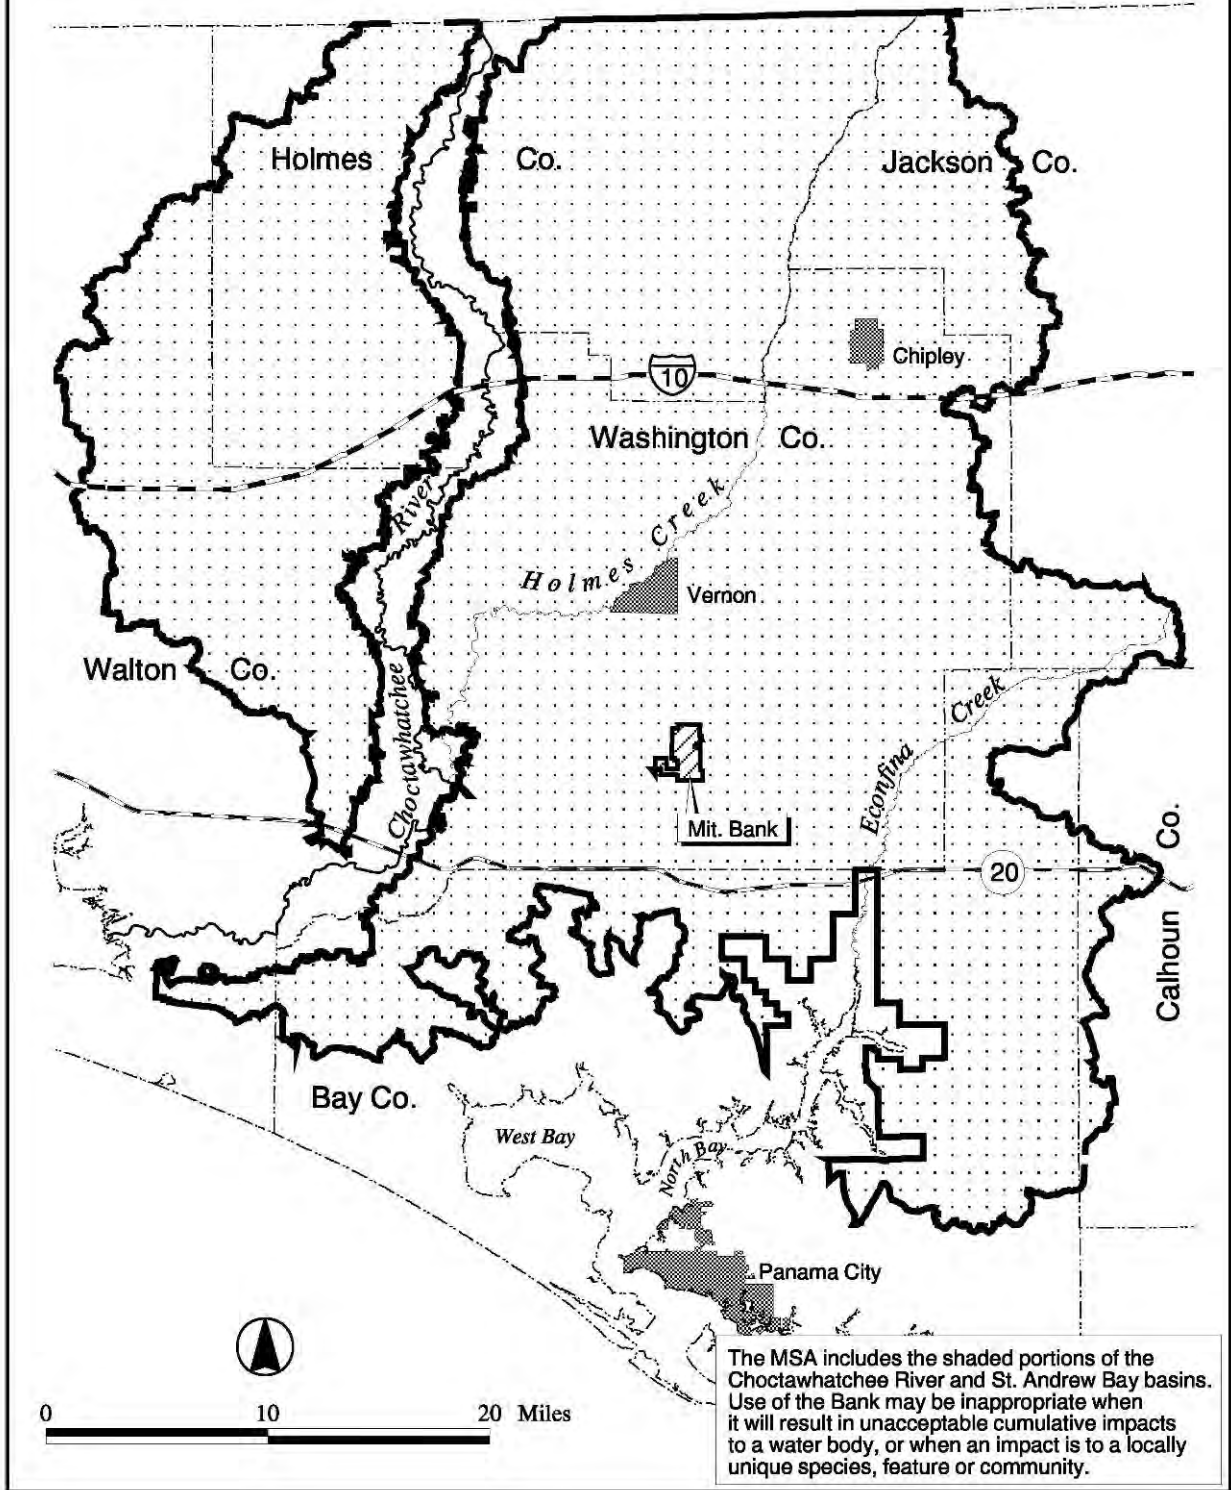 Holmes Co.
Jackson Co.
Chipley
10
Washington Co.
River
Holmes Creek
Vernon
Walton Co.
Choctawhatchee
Creek
Econfina
Mit. Bank
20
Calhoun Co.
Bay Co.
West Bay
North Bay
Panama City
The MSA includes the shaded portions of the
Choctawhatchee River and St. Andrew Bay basins.
Use of the Bank may be inappropriate when
it will result in unacceptable cumulative impacts
to a water body, or when an impact is to a locally
unique species, feature or community.
0 10 20 Miles